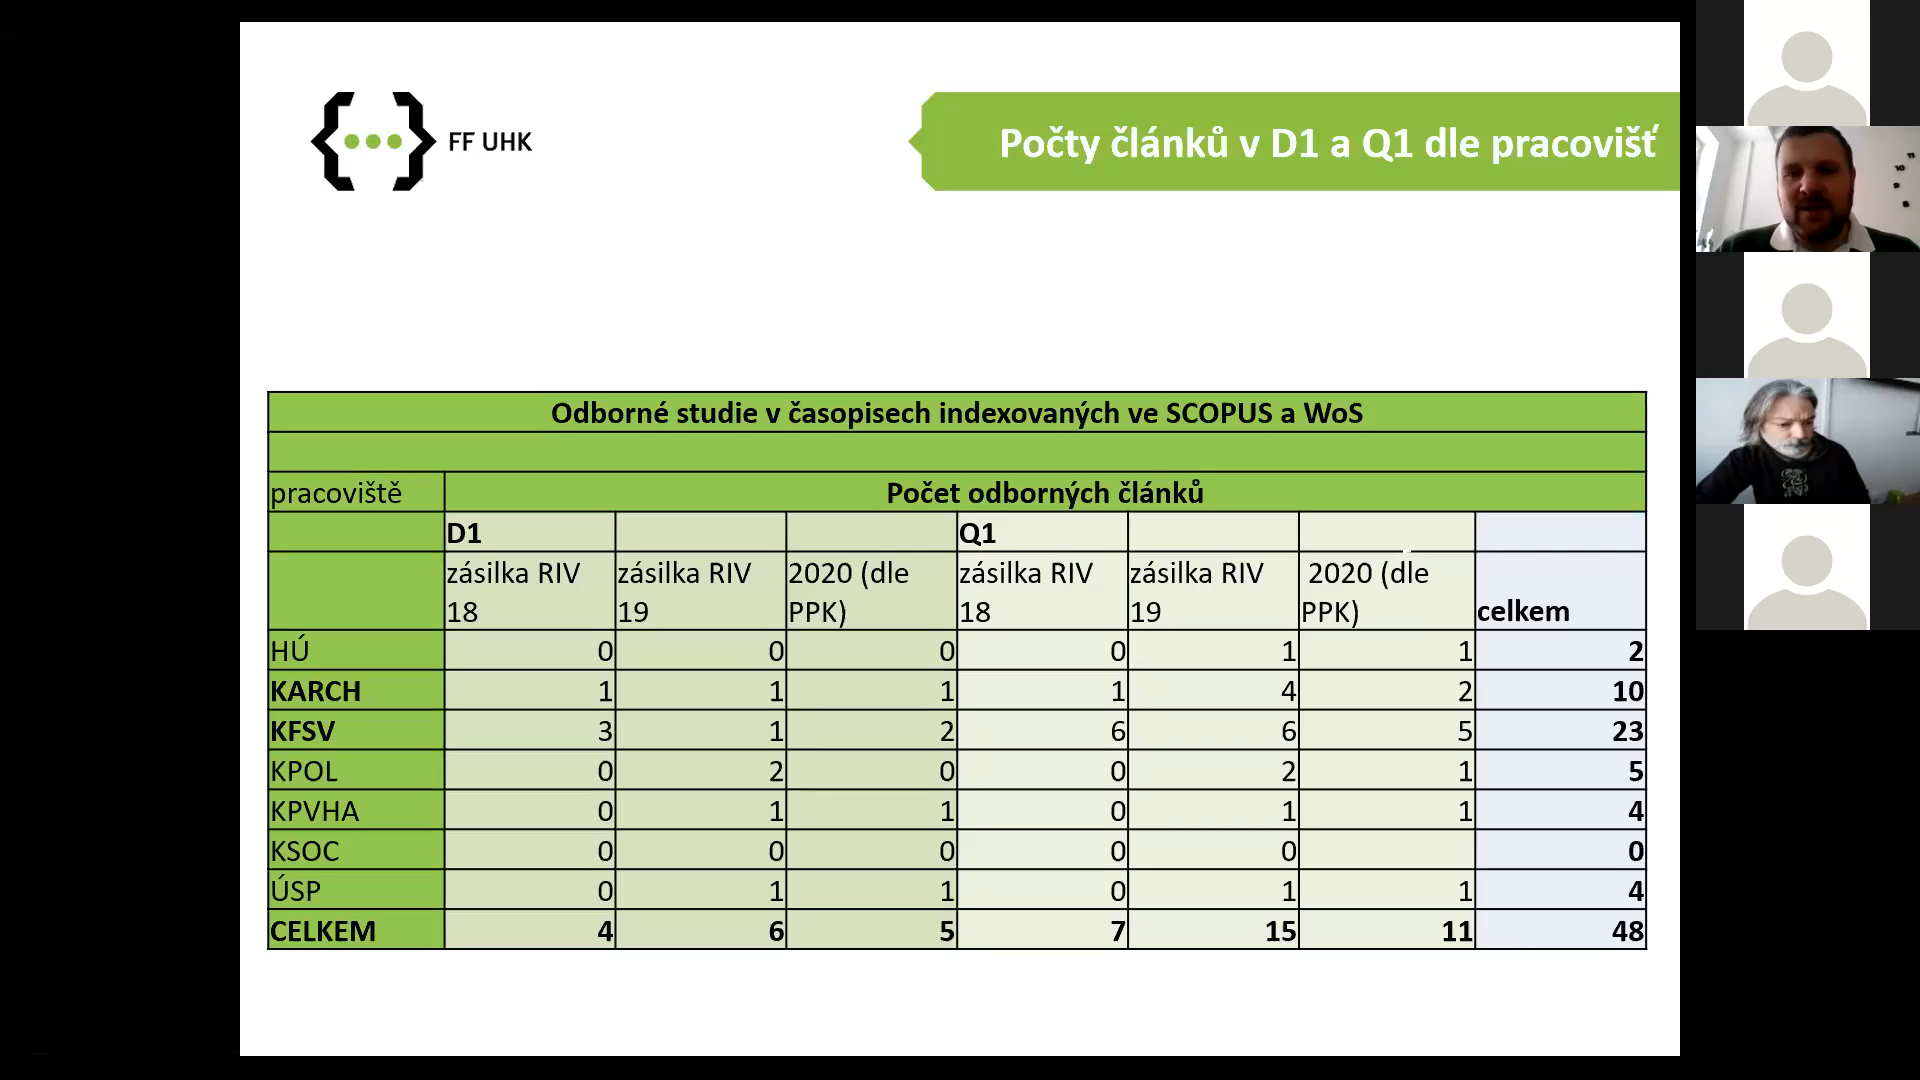 FF UHK
Počty článků v D1 a Q1 dle pracovišť
Odborné studie v časopisech indexovaných ve SCOPUS a WoS
pracoviště Počet odborných článků
D1 Q1
zásilka RIV 18 zásilka RIV 19 2020 (dle PPK) zásilka RIV 18 zásilka RIV 19 2020 (dle PPK) celkem
HÚ 0 0 0 0 1 1 2
KARCH 1 1 1 1 4 2 10
KFSV 3 1 2 6 6 5 23
KPOL 0 2 0 0 2 1 5
KPVHA 0 1 1 0 1 1 4
KSOC 0 0 0 0 0 0
ÚSP 0 1 1 0 1 1 4
CELKEM 4 6 5 7 15 11 48